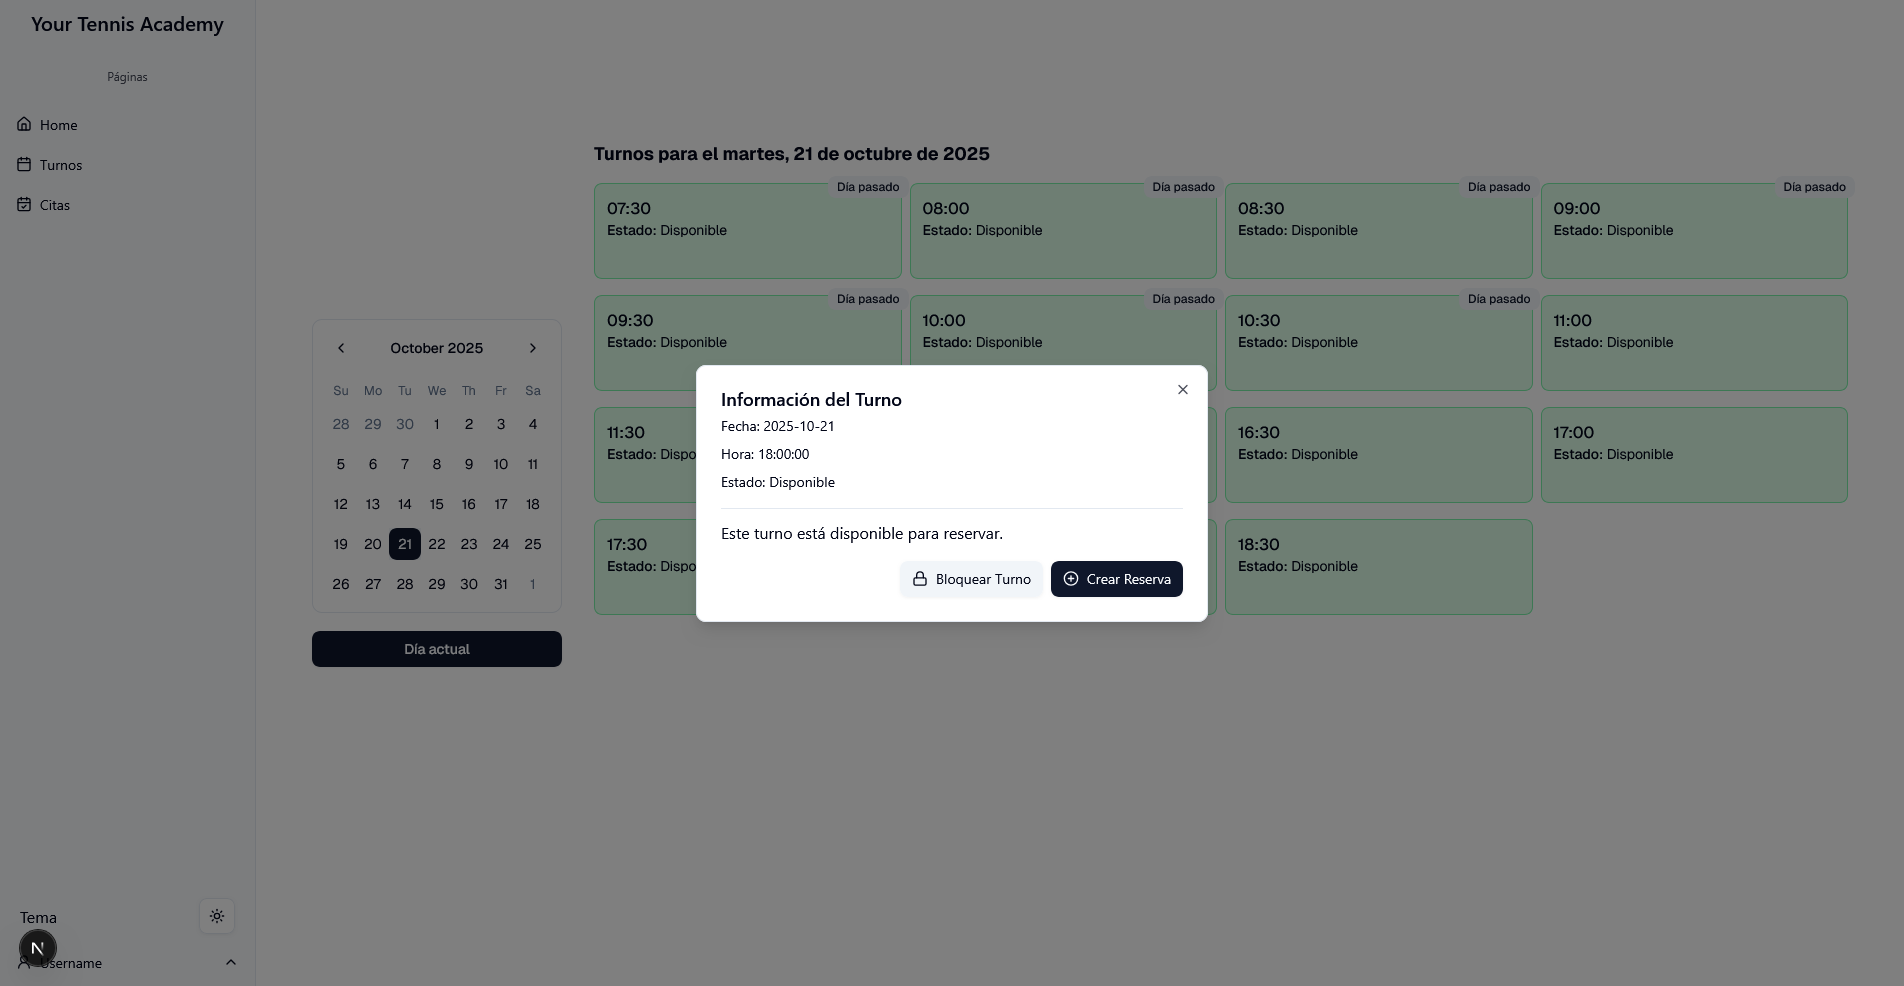 Your Tennis Academy
Páginas
Home
Turnos
Citas
Tema
N
Username
October 2025
Su Mo Tu We Th Fr Sa
28 29 30 1 2 3 4
5 6 7 8 9 10 11
12 13 14 15 16 17 18
19 20 21 22 23 24 25
26 27 28 29 30 31 1
Día actual
Turnos para el martes, 21 de octubre de 2025
Día pasado
07:30
Estado: Disponible
Día pasado
08:00
Estado: Disponible
Día pasado
08:30
Estado: Disponible
Día pasado
09:00
Estado: Disponible
Día pasado
09:30
Estado: Disponible
Día pasado
10:00
Estado: Disponible
Día pasado
10:30
Estado: Disponible
11:00
Estado: Disponible
11:30
Estado: Dispo
16:30
Estado: Disponible
17:00
Estado: Disponible
17:30
Estado: Dispo
18:30
Estado: Disponible
Información del Turno
Fecha: 2025-10-21
Hora: 18:00:00
Estado: Disponible
Este turno está disponible para reservar.
Bloquear Turno
Crear Reserva